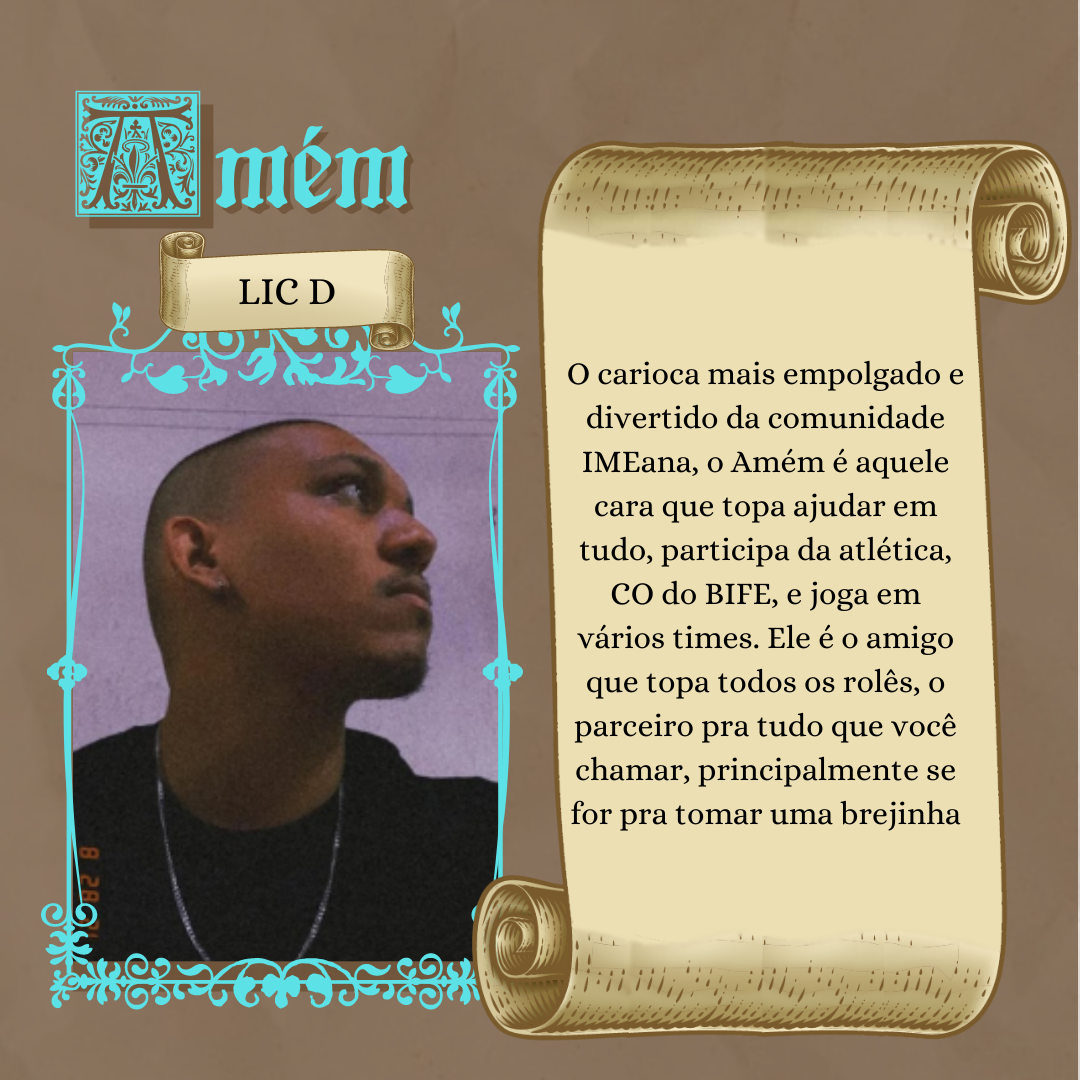 Amém
LIC D
O carioca mais empolgado e
divertido da comunidade
IMEana, o Amém é aquele
cara que topa ajudar em
tudo, participa da atlética,
CO do BIFE, e joga em
vários times. Ele é o amigo
que topa todos os rolês, o
parceiro pra tudo que você
chamar, principalmente se
for pra tomar uma brejinha